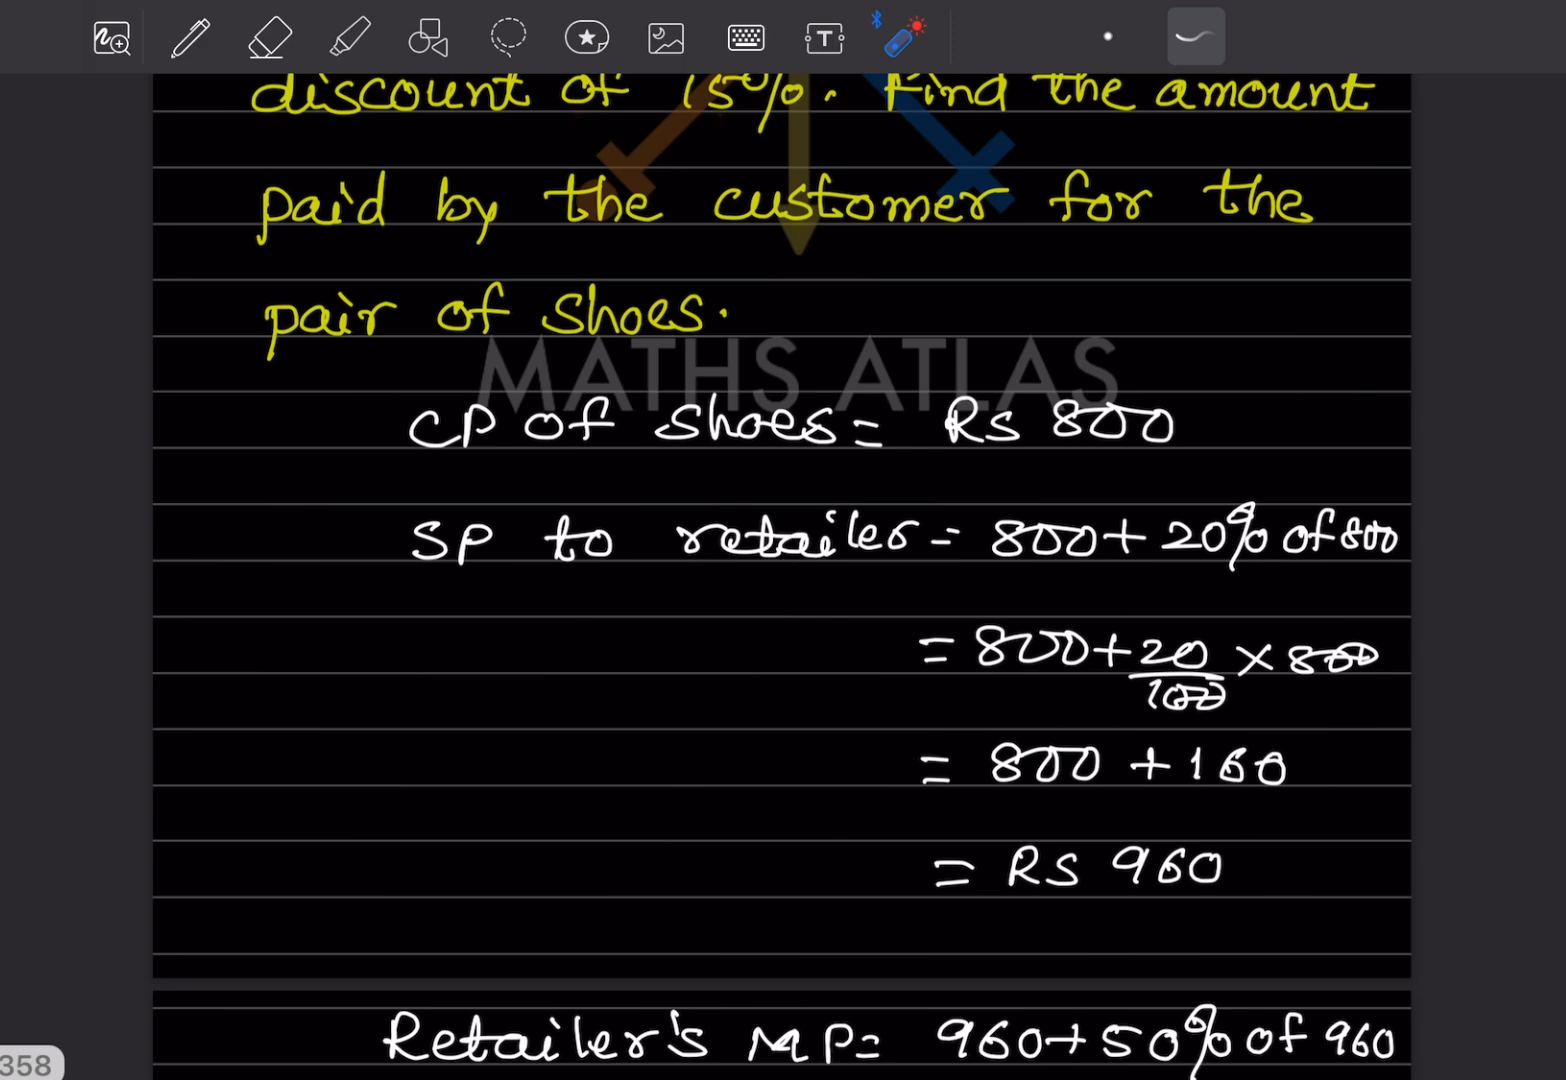 discount of 15%. Find the amount
paid by the customer for the
pair of shoes.
MATHS ATLAS
CP of shoes = Rs 800
SP to retailer = 800 + 20% of 800
= 800 + 20/100 × 800
= 800 + 160
= Rs 960
Retailer's MP = 960 + 50% of 960
358